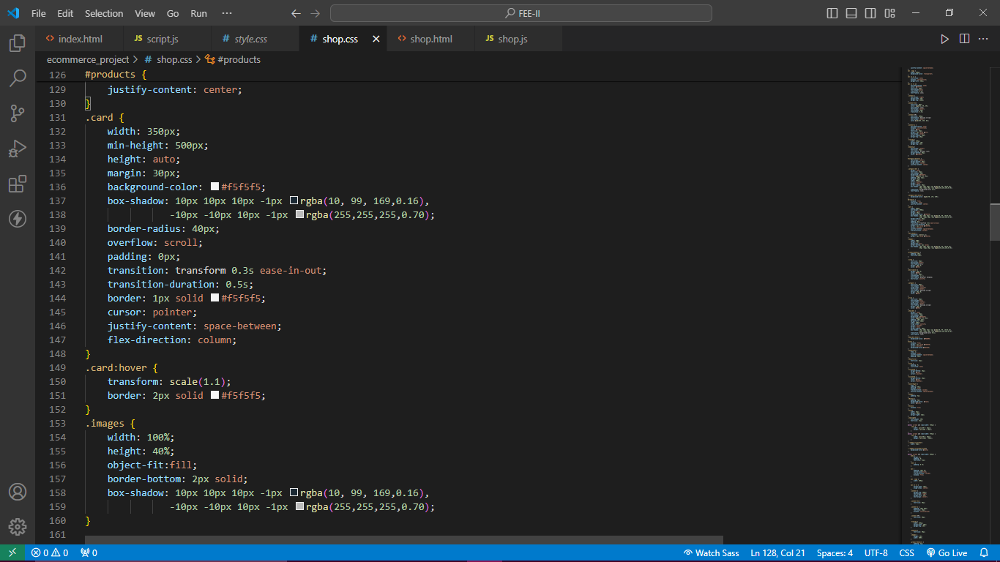 File Edit Selection View Go Run ··· FEE-II
index.html JS script.js # style.css # shop.css shop.html JS shop.js
ecommerce_project > # shop.css > #products
126 #products {
129 justify-content: center;
130 }
131 .card {
132 width: 350px;
133 min-height: 500px;
134 height: auto;
135 margin: 30px;
136 background-color: #f5f5f5;
137 box-shadow: 10px 10px 10px -1px rgba(10, 99, 169,0.16),
138 -10px -10px 10px -1px rgba(255,255,255,0.70);
139 border-radius: 40px;
140 overflow: scroll;
141 padding: 0px;
142 transition: transform 0.3s ease-in-out;
143 transition-duration: 0.5s;
144 border: 1px solid #f5f5f5;
145 cursor: pointer;
146 justify-content: space-between;
147 flex-direction: column;
148 }
149 .card:hover {
150 transform: scale(1.1);
151 border: 2px solid #f5f5f5;
152 }
153 .images {
154 width: 100%;
155 height: 40%;
156 object-fit:fill;
157 border-bottom: 2px solid;
158 box-shadow: 10px 10px 10px -1px rgba(10, 99, 169,0.16),
159 -10px -10px 10px -1px rgba(255,255,255,0.70);
160 }
161
0 0 0 Watch Sass Ln 128, Col 21 Spaces: 4 UTF-8 CSS Go Live